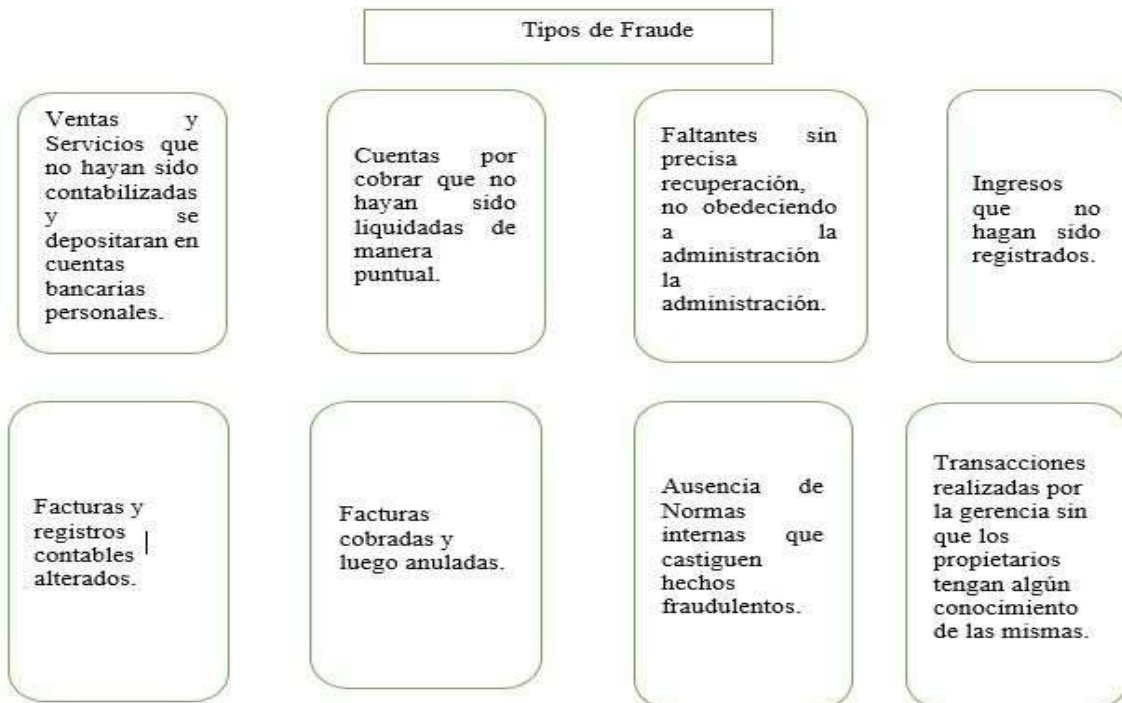 Tipos de Fraude
Ventas y
Servicios que
no hayan sido
contabilizadas
y se
depositaran en
cuentas
bancarias
personales.
Cuentas por
cobrar que no
hayan sido
liquidadas de
manera
puntual.
Faltantes sin
precisa
recuperación,
no obedeciendo
a la
administración
la
administración.
Ingresos
que no
hagan sido
registrados.
Facturas y
registros
contables
alterados.
Facturas
cobradas y
luego anuladas.
Ausencia de
Normas
internas que
castiguen
hechos
fraudulentos.
Transacciones
realizadas por
la gerencia sin
que los
propietarios
tengan algún
conocimiento
de las mismas.